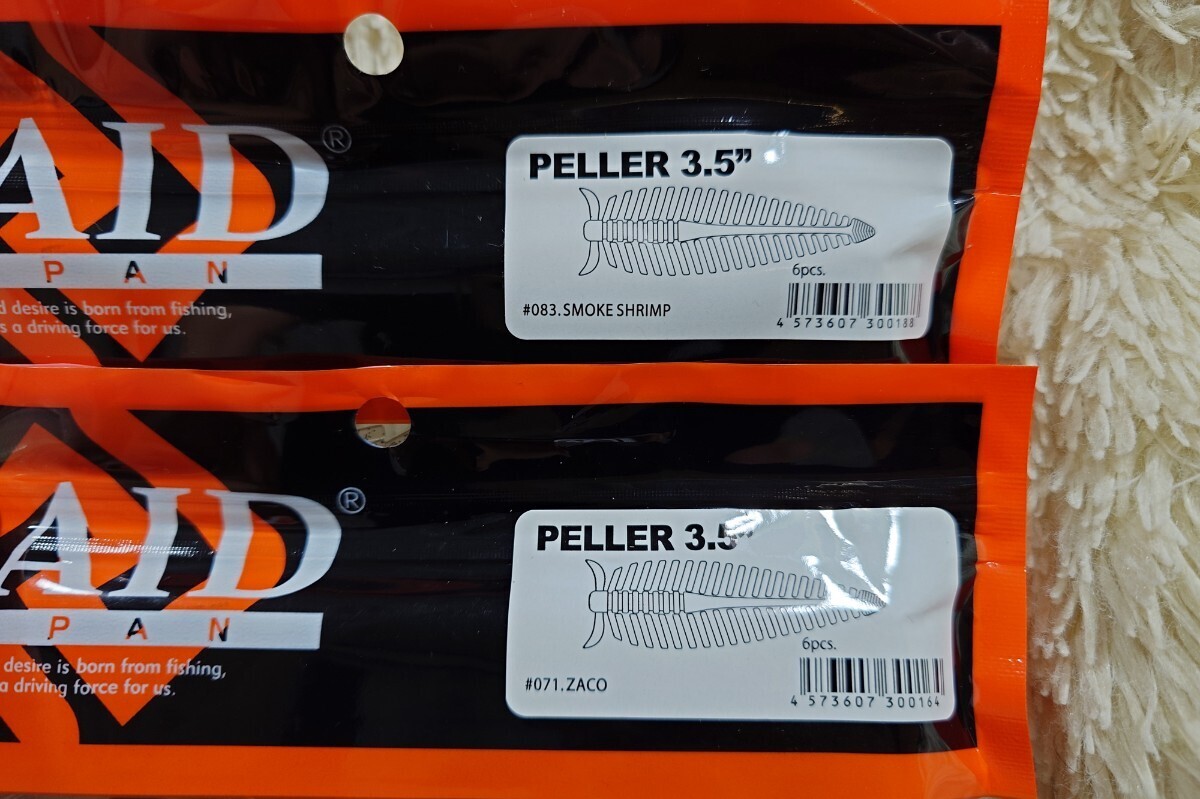 AID®
PAN
d desire is born from fishing,
s a driving force for us.
PELLER 3.5”
6pcs.
#083.SMOKE SHRIMP
4 573607 300188
AID®
PAN
desire is born from fishing,
a driving force for us.
PELLER 3.5”
6pcs.
#071.ZACO
4 573607 300164